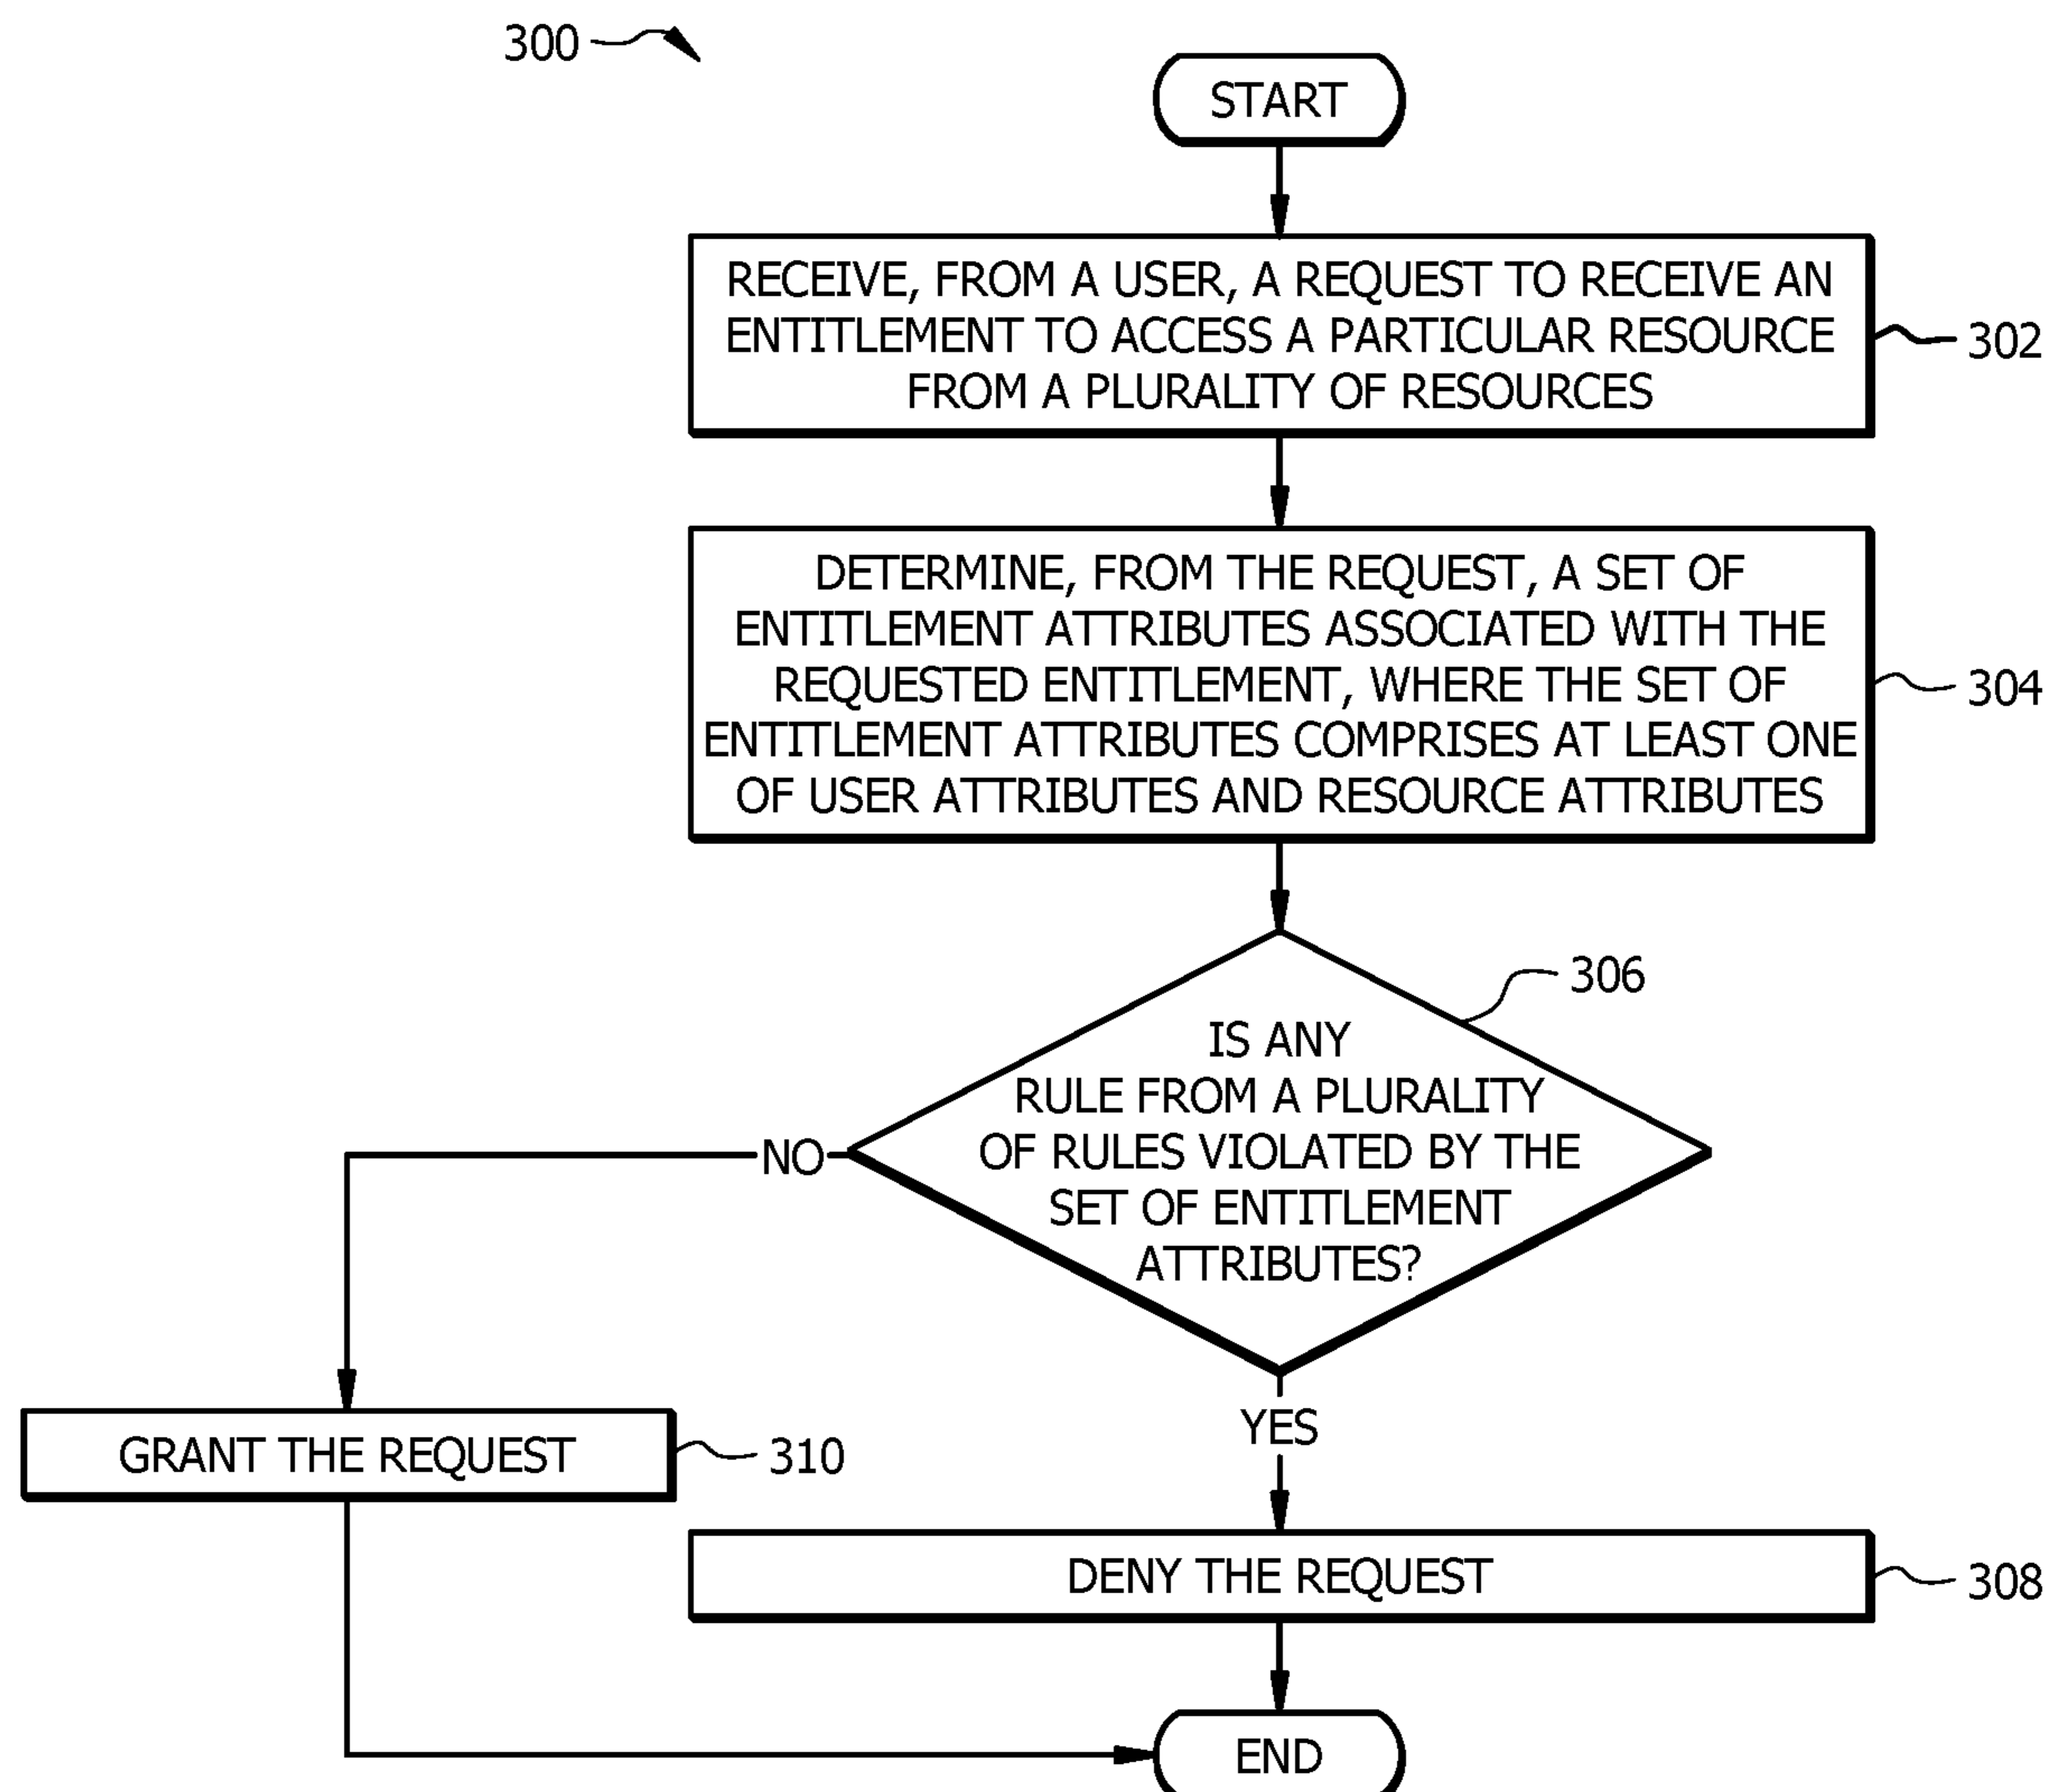 300
START
RECEIVE, FROM A USER, A REQUEST TO RECEIVE AN
ENTITLEMENT TO ACCESS A PARTICULAR RESOURCE
FROM A PLURALITY OF RESOURCES
302
DETERMINE, FROM THE REQUEST, A SET OF
ENTITLEMENT ATTRIBUTES ASSOCIATED WITH THE
REQUESTED ENTITLEMENT, WHERE THE SET OF
ENTITLEMENT ATTRIBUTES COMPRISES AT LEAST ONE
OF USER ATTRIBUTES AND RESOURCE ATTRIBUTES
304
306
IS ANY
RULE FROM A PLURALITY
OF RULES VIOLATED BY THE
SET OF ENTITLEMENT
ATTRIBUTES?
NO
YES
GRANT THE REQUEST
310
DENY THE REQUEST
308
END